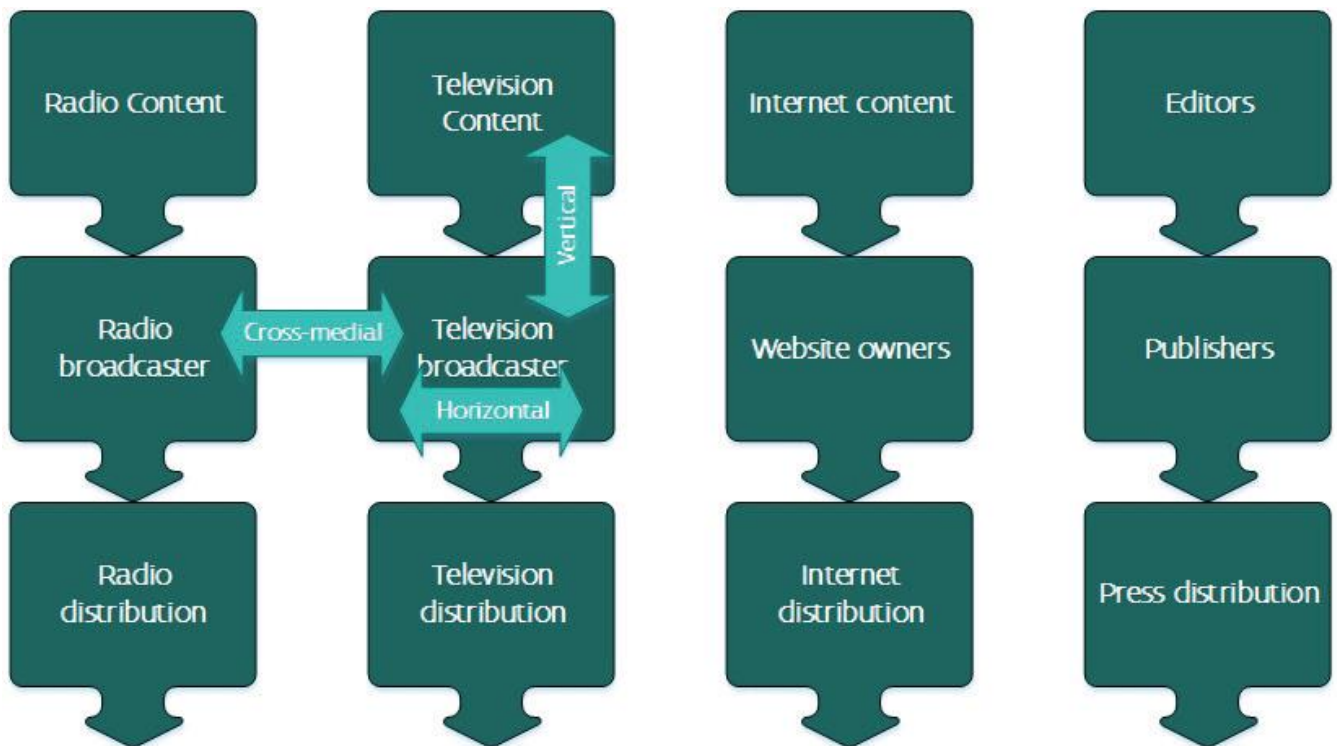 Radio Content
Television
Content
Internet content
Editors
Vertical
Radio
broadcaster
Cross-medial
Television
broadcaster
Horizontal
Website owners
Publishers
Radio
distribution
Television
distribution
Internet
distribution
Press distribution